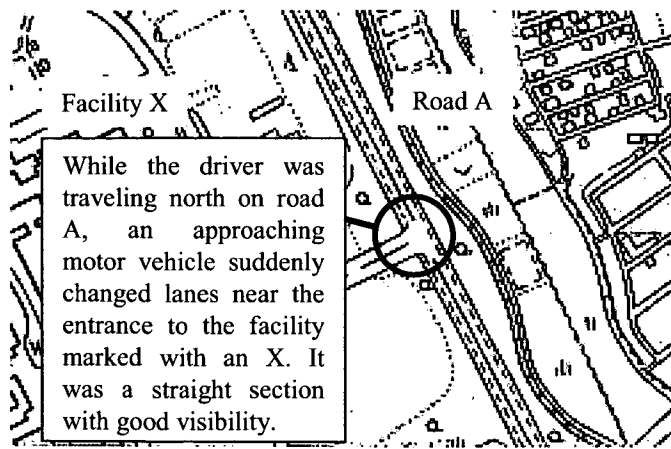 Facility X
Road A
While the driver was
traveling north on road
A, an approaching
motor vehicle suddenly
changed lanes near the
entrance to the facility
marked with an X. It
was a straight section
with good visibility.